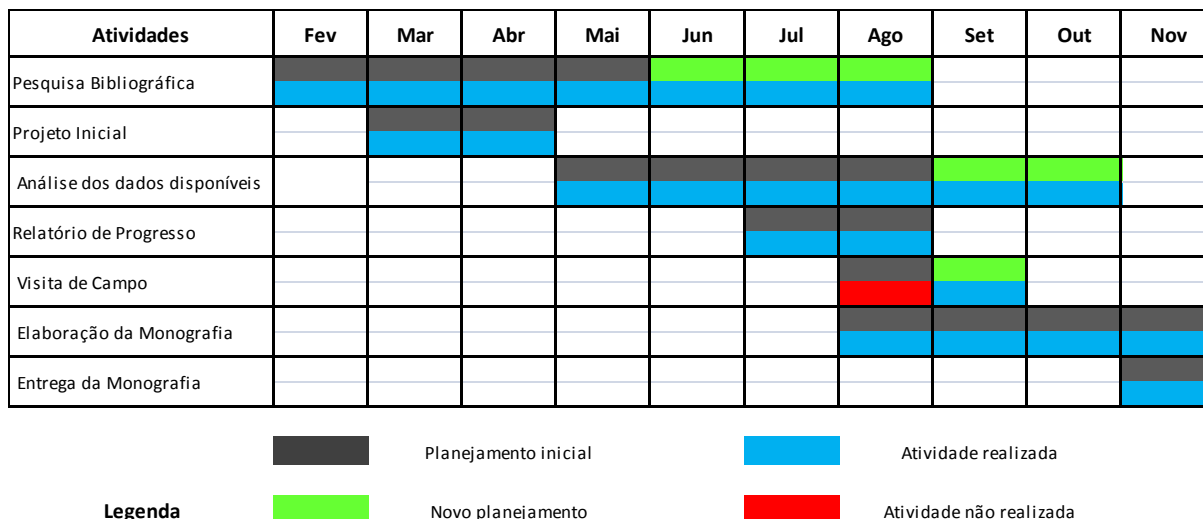 Atividades Fev Mar Abr Mai Jun Jul Ago Set Out Nov
Pesquisa Bibliográfica
Projeto Inicial
Análise dos dados disponíveis
Relatório de Progresso
Visita de Campo
Elaboração da Monografia
Entrega da Monografia
Planejamento inicial Atividade realizada
Legenda Novo planejamento Atividade não realizada